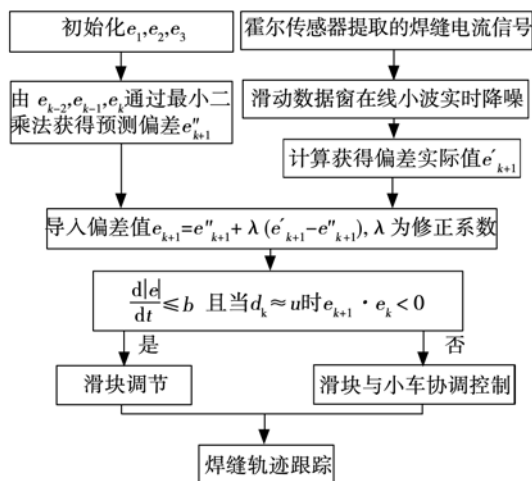 初始化e₁,e₂,e₃
霍尔传感器提取的焊缝电流信号
由 eₖ₋₂,eₖ₋₁,eₖ通过最小二
乘法获得预测偏差e″ₖ₊₁
滑动数据窗在线小波实时降噪
计算获得偏差实际值e′ₖ₊₁
导入偏差值eₖ₊₁=e″ₖ₊₁+ λ (e′ₖ₊₁−e″ₖ₊₁), λ 为修正系数
d|e|/dt ≤ b 且当dₖ≈u时eₖ₊₁·eₖ<0
是
否
滑块调节
滑块与小车协调控制
焊缝轨迹跟踪